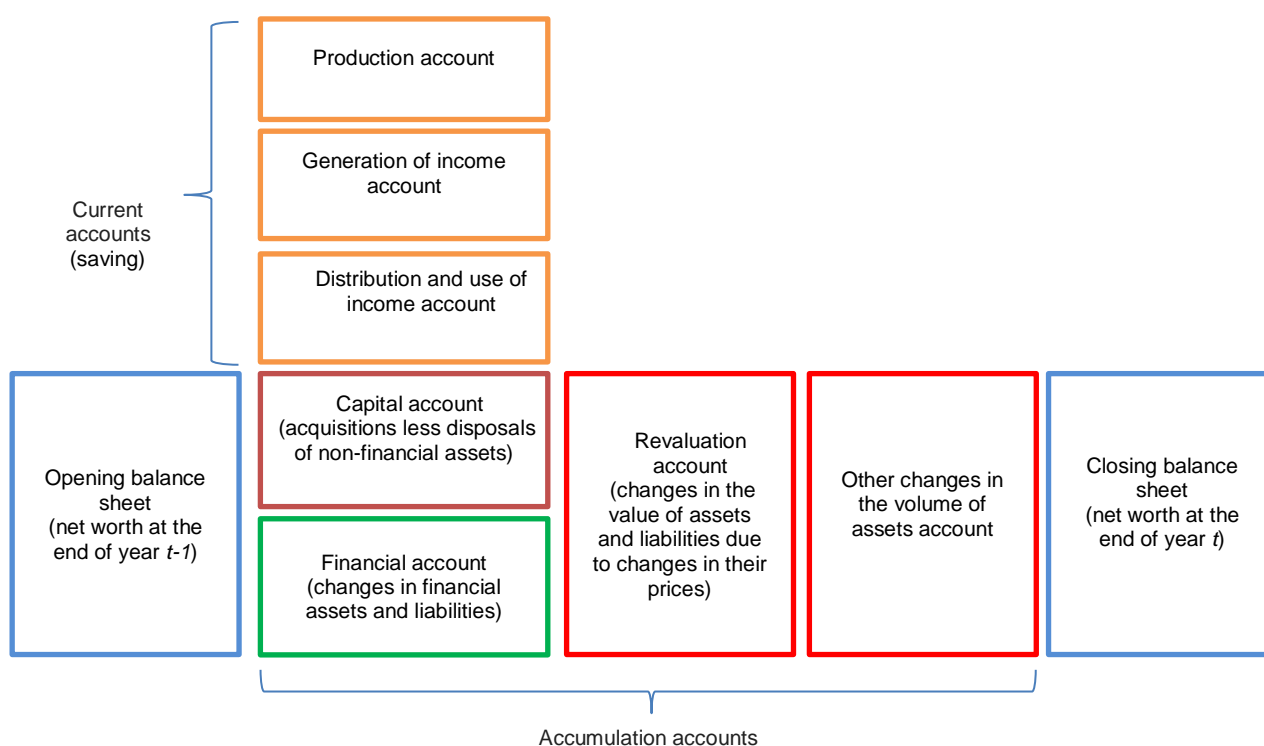 Production account
Generation of income
account
Current
accounts
(saving)
Distribution and use of
income account
Opening balance
sheet
(net worth at the
end of year t-1)
Capital account
(acquisitions less disposals
of non-financial assets)
Financial account
(changes in financial
assets and liabilities)
Revaluation
account
(changes in the
value of assets
and liabilities due
to changes in their
prices)
Other changes in
the volume of
assets account
Closing balance
sheet
(net worth at the
end of year t)
Accumulation accounts